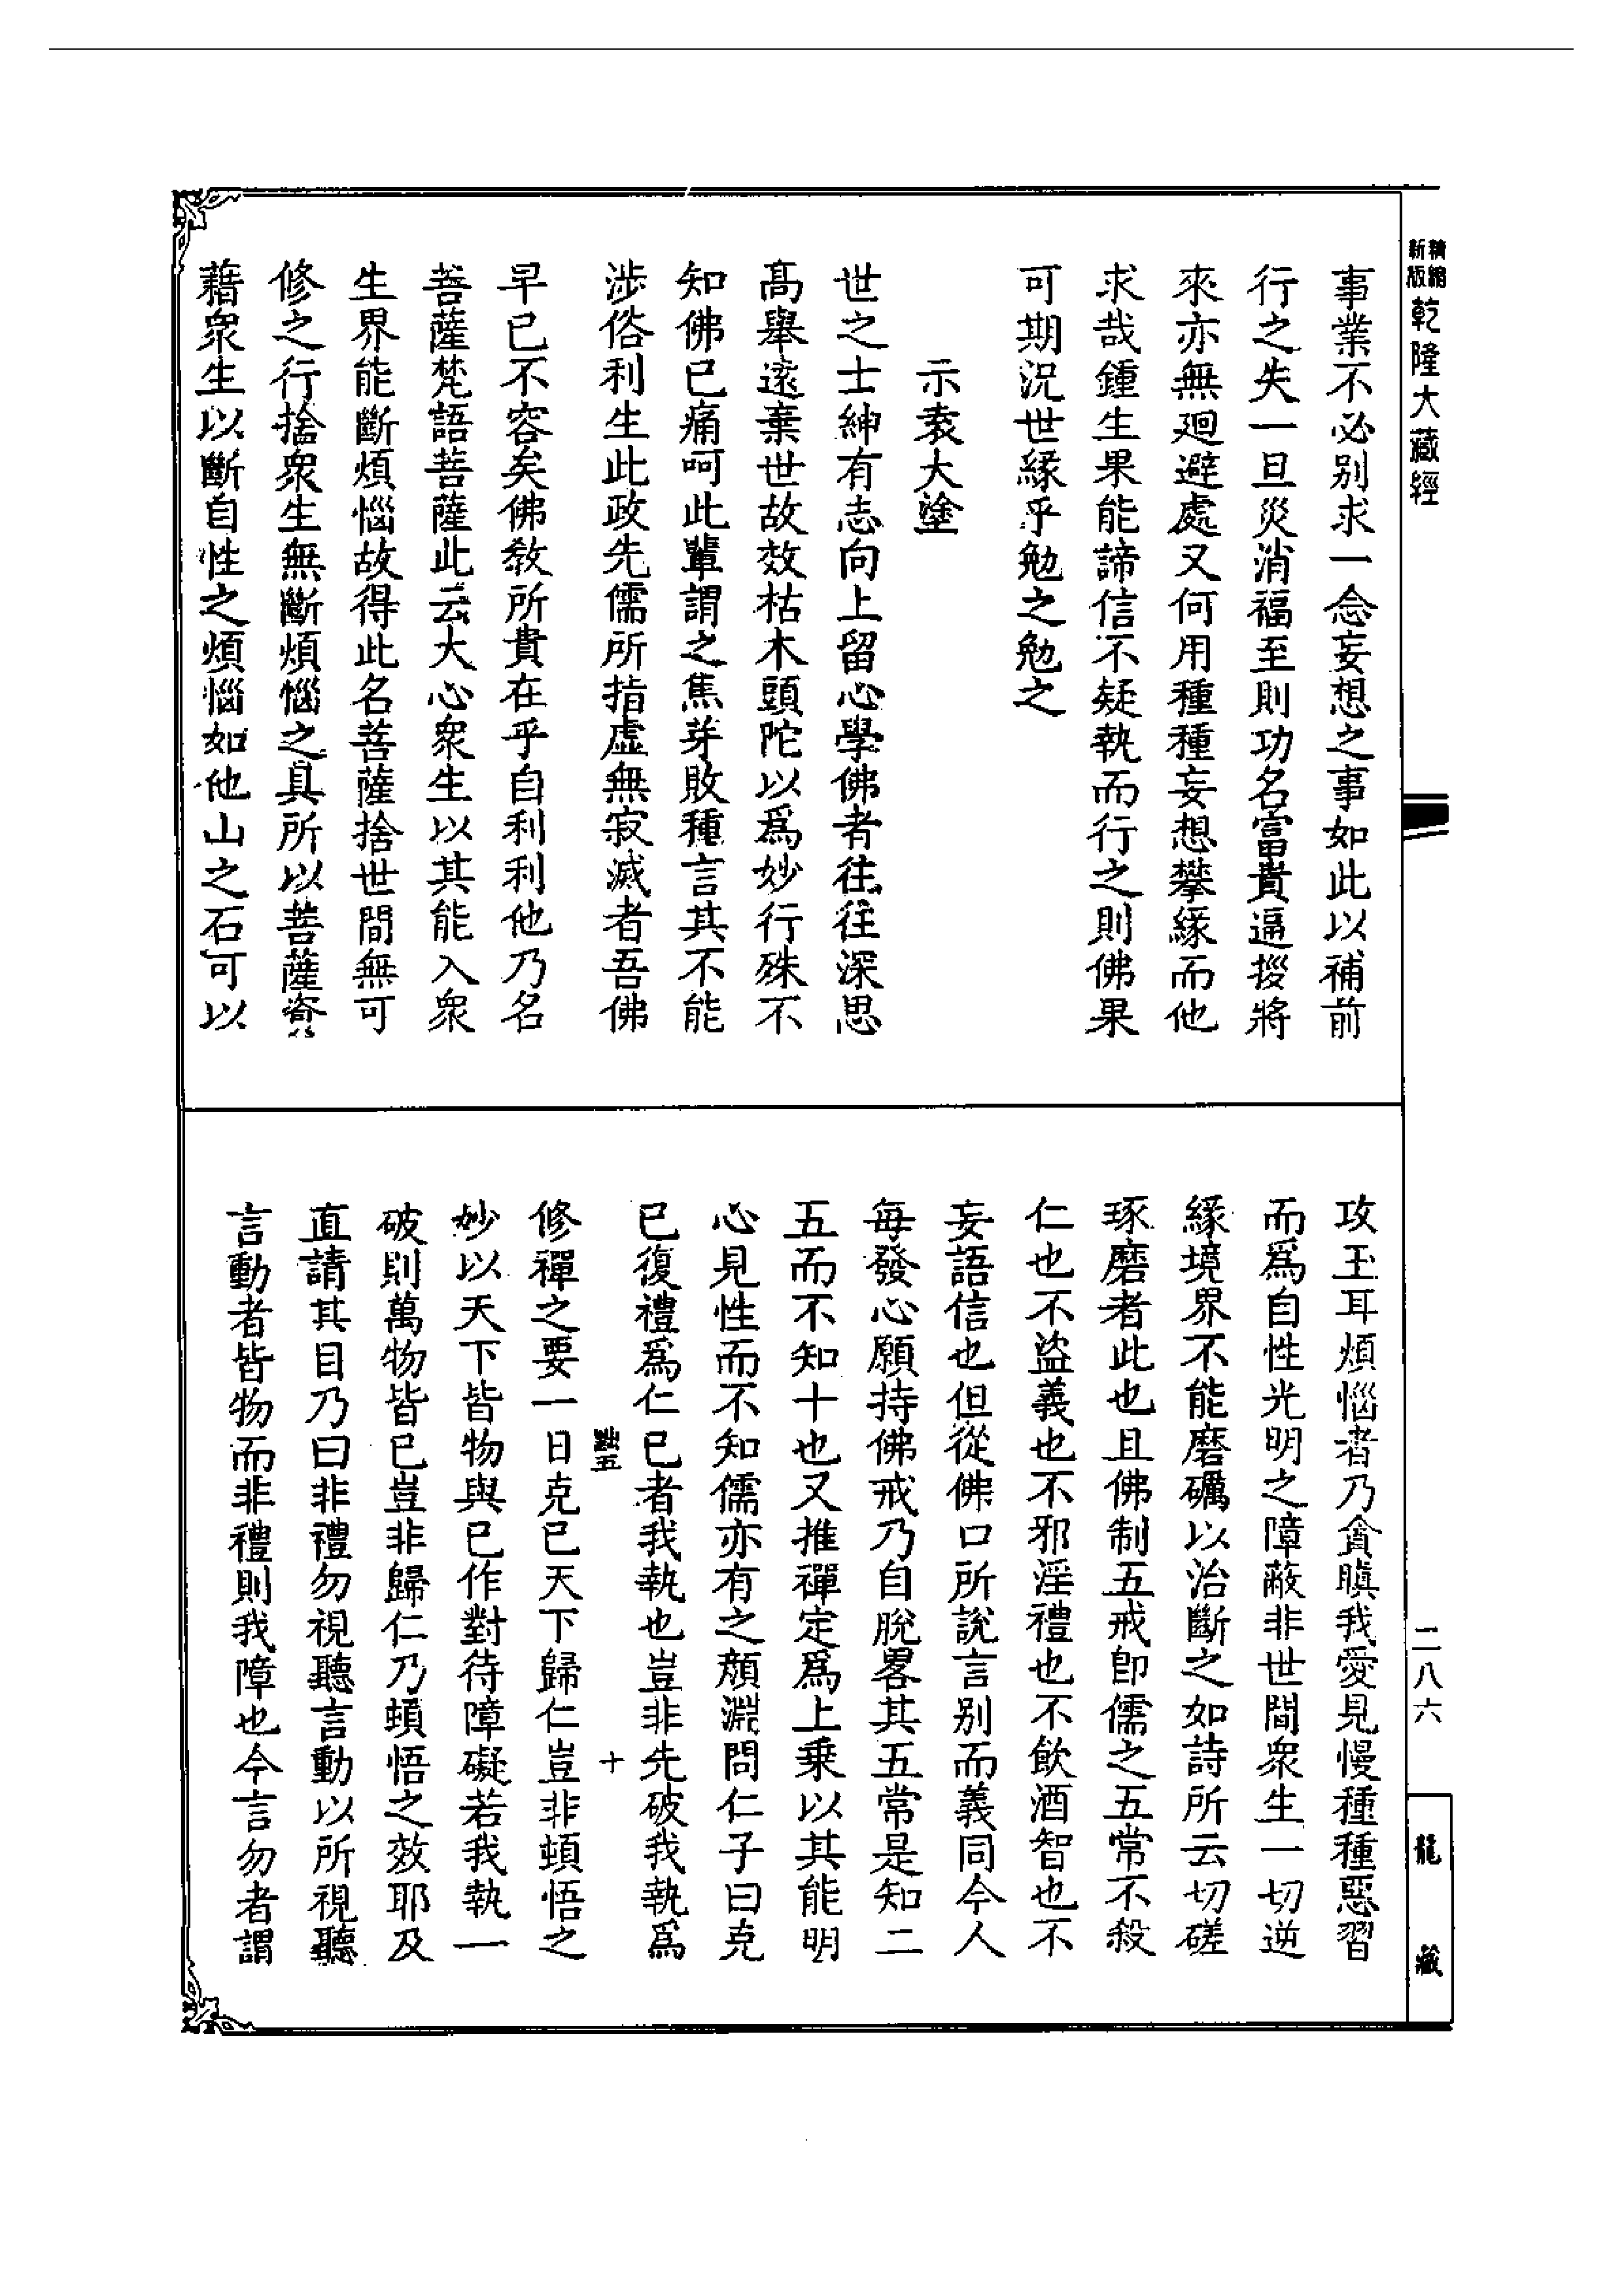 新版精縮乾隆大藏經
事業不必别求一念妄想之事如此以補前
行之失一旦災消福至則功名富貴逼拶將
來亦無廻避處又何用種種妄想攀緣而他
求哉鍾生果能諦信不疑執而行之則佛果
可期況世緣乎勉之勉之
示袁大塗
世之士紳有志向上留心學佛者往往深思
高舉遠棄世故效枯木頭陀以爲妙行殊不
知佛已痛呵此輩謂之焦芽敗種言其不能
涉俗利生此政先儒所指虛無寂滅者吾佛
早已不容矣佛教所貴在乎自利利他乃名
菩薩梵語菩薩此云大心衆生以其能入衆
生界能斷煩惱故得此名菩薩捨世間無可
修之行捨衆生無斷煩惱之具所以菩薩資
藉衆生以斷自性之煩惱如他山之石可以
攻玉耳煩惱者乃貪瞋我愛見慢種種惡習
而爲自性光明之障蔽非世間衆生一切逆
緣境界不能磨礪以治斷之如詩所云切磋
琢磨者此也且佛制五戒卽儒之五常不殺
仁也不盜義也不邪淫禮也不飲酒智也不
妄語信也但從佛口所說言别而義同今人
每發心願持佛戒乃自脫畧其五常是知二
五而不知十也又推禪定爲上乘以其能明
心見性而不知儒亦有之顏淵問仁子曰克
已復禮爲仁已者我執也豈非先破我執爲
五
十
修禪之要一日克已天下歸仁豈非頓悟之
妙以天下皆物與已作對待障礙若我執一
破則萬物皆已豈非歸仁乃頓悟之效耶及
直請其目乃曰非禮勿視聽言動以所視聽
言動者皆物而非禮則我障也今言勿者謂
二八六
龍藏